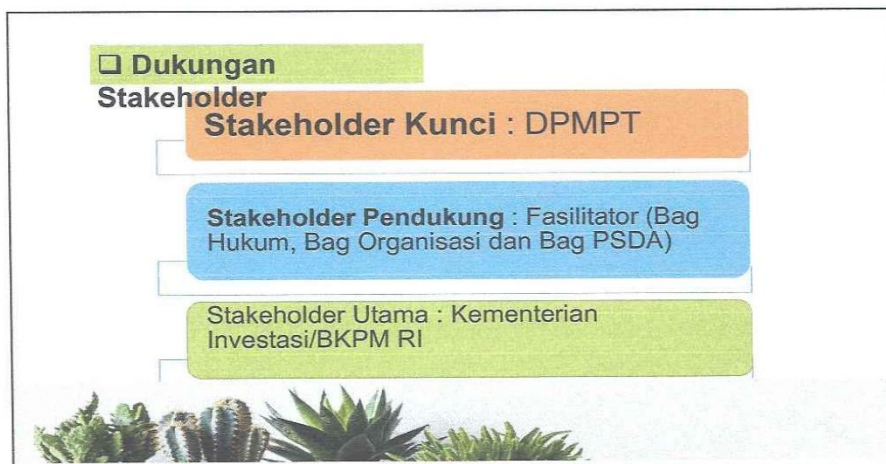 ❑ Dukungan
Stakeholder
Stakeholder Kunci : DPMPT
Stakeholder Pendukung : Fasilitator (Bag
Hukum, Bag Organisasi dan Bag PSDA)
Stakeholder Utama : Kementerian
Investasi/BKPM RI